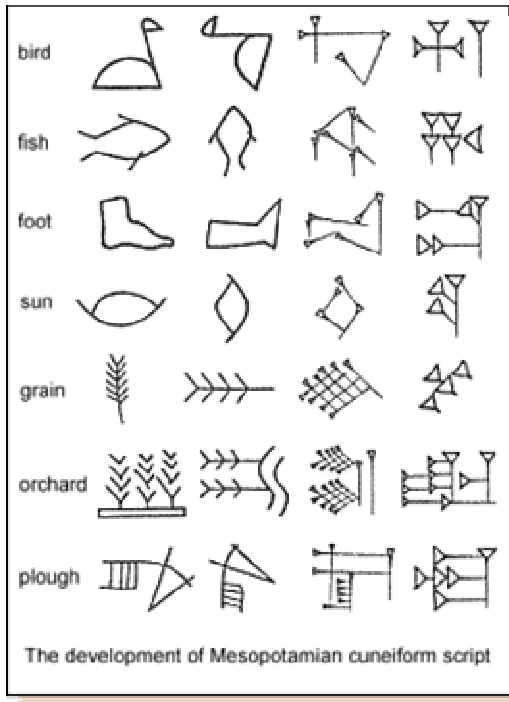 bird
fish
foot
sun
grain
orchard
plough
The development of Mesopotamian cuneiform script